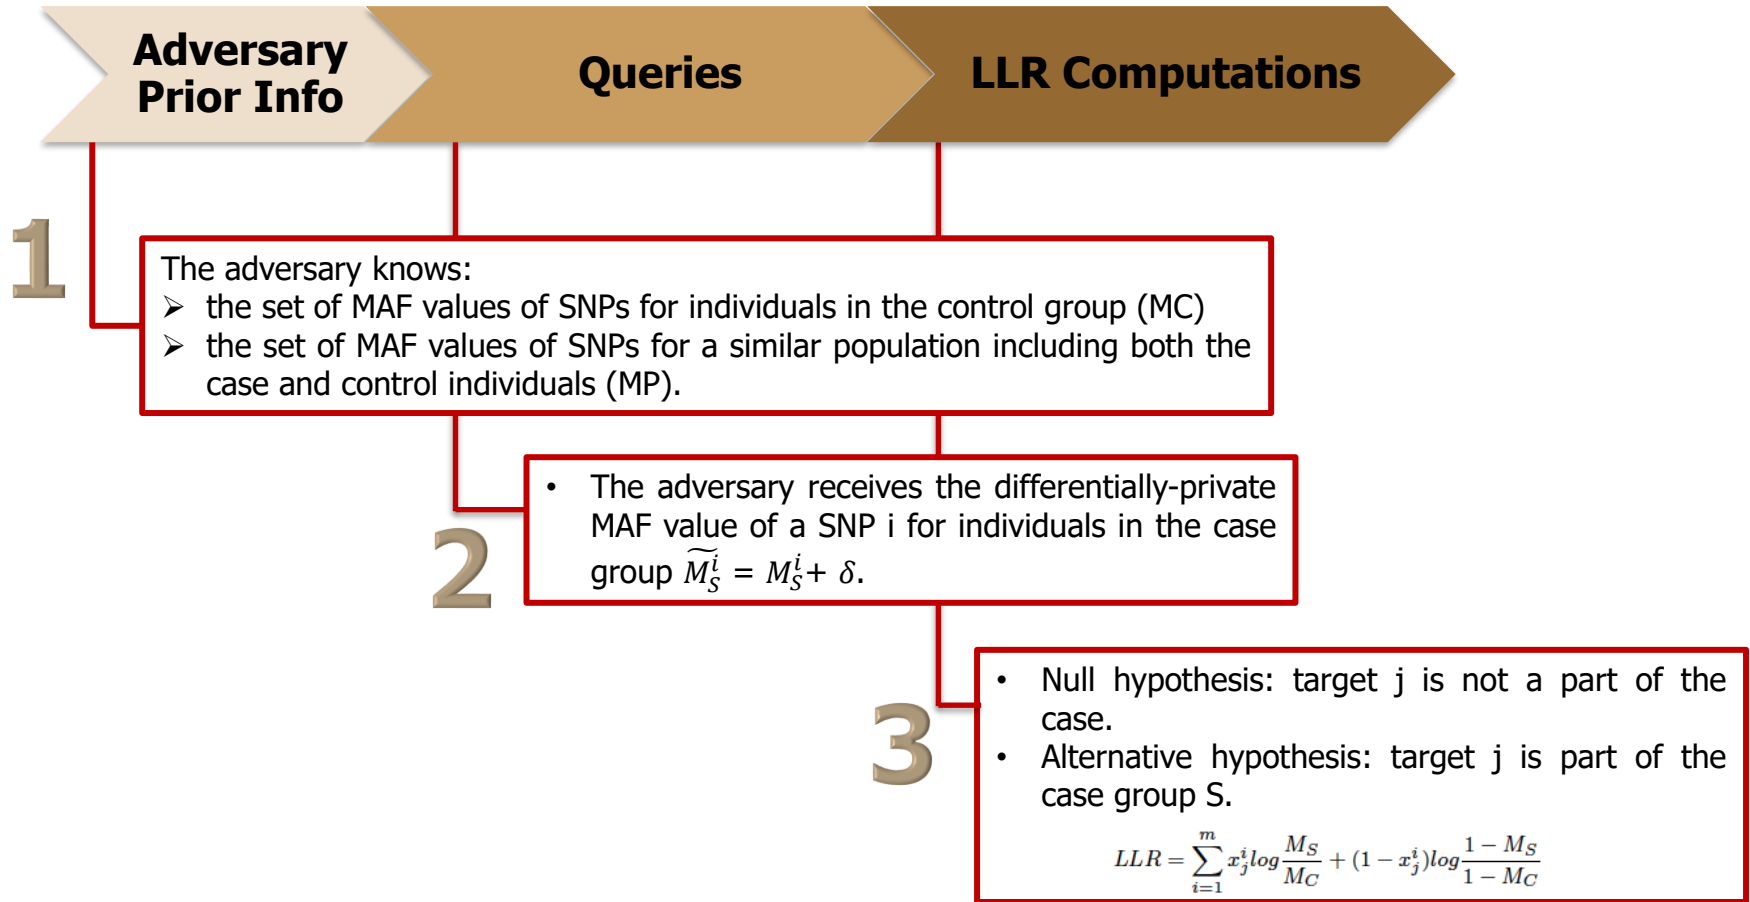 Adversary
Prior Info
Queries
LLR Computations
1
The adversary knows:
➢ the set of MAF values of SNPs for individuals in the control group (MC)
➢ the set of MAF values of SNPs for a similar population including both the
case and control individuals (MP).
2
• The adversary receives the differentially-private
MAF value of a SNP i for individuals in the case
group $\widetilde{M_S^i} = M_S^i + \delta$.
3
• Null hypothesis: target j is not a part of the
case.
• Alternative hypothesis: target j is part of the
case group S.
$LLR = \sum_{i=1}^{m} x_j^i log \frac{M_S}{M_C} + (1 - x_j^i) log \frac{1 - M_S}{1 - M_C}$